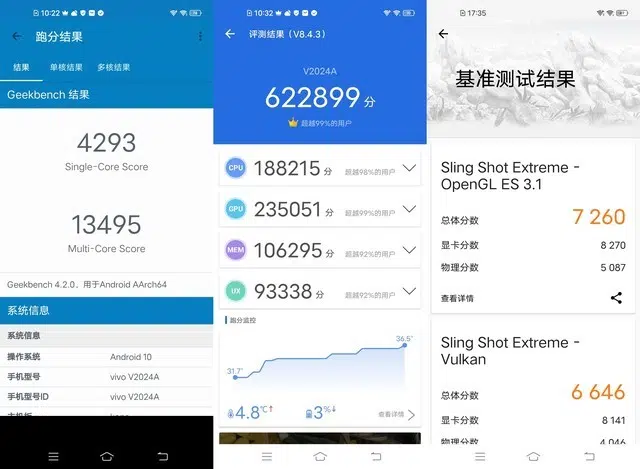 10:22
跑分结果
结果 单核结果 多核结果
Geekbench 结果
4293
Single-Core Score
13495
Multi-Core Score
Geekbench 4.2.0，用于Android AArch64
系统信息
系统信息
操作系统 Android 10
手机型号 vivo V2024A
手机型号ID vivo V2024A
10:32
评测结果（V8.4.3）
V2024A
622899 分
超越99%的用户
CPU 188215 分 超越98%的用户
GPU 235051 分 超越99%的用户
MEM 106295 分 超越92%的用户
UX 93338 分 超越92%的用户
跑分监控
31.7° 36.5°
4.8℃↑ 3%↓ 查看详情
17:35
基准测试结果
Sling Shot Extreme -
OpenGL ES 3.1
总体分数 7 260
显卡分数 8 270
物理分数 5 087
查看详情
Sling Shot Extreme -
Vulkan
总体分数 6 646
显卡分数 8 141
物理分数 4 046